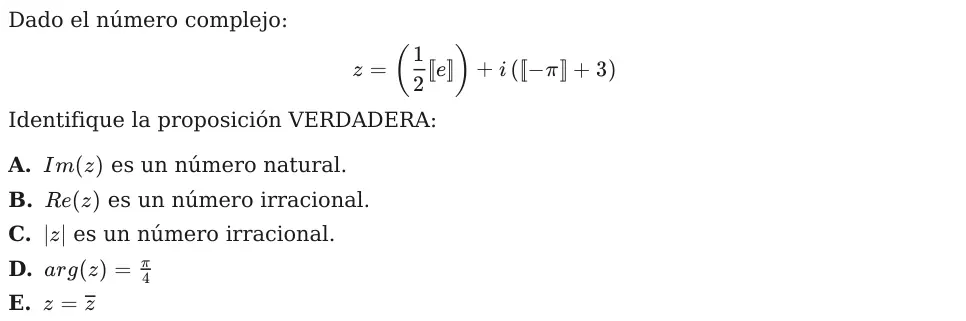 Dado el número complejo:
z = (1/2 ⟦e⟧) + i (⟦−π⟧ + 3)
Identifique la proposición VERDADERA:
A. Im(z) es un número natural.
B. Re(z) es un número irracional.
C. |z| es un número irracional.
D. arg(z) = π/4
E. z = z̅